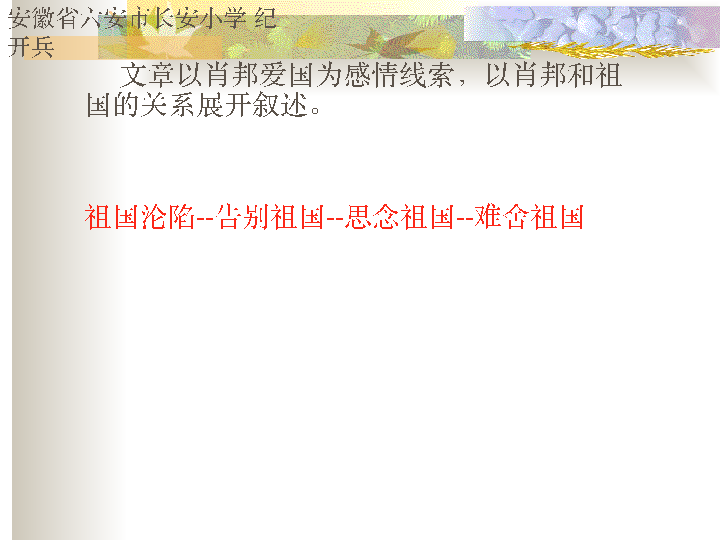 安徽省六安市长安小学 纪
开兵
文章以肖邦爱国为感情线索，以肖邦和祖
国的关系展开叙述。
祖国沦陷--告别祖国--思念祖国--难舍祖国